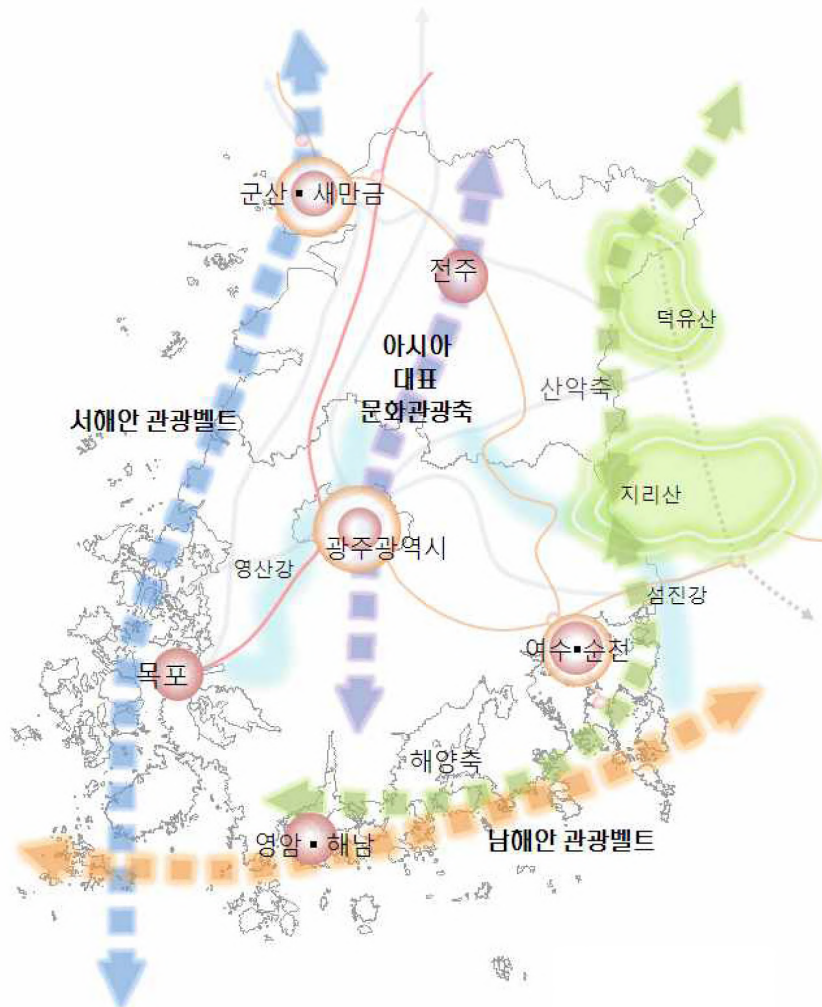 군산▪새만금
전주
덕유산
아시아
대표
문화관광축
산악축
서해안 관광벨트
지리산
광주광역시
영산강
섬진강
여수▪순천
목포
해양축
남해안 관광벨트
영암▪해남